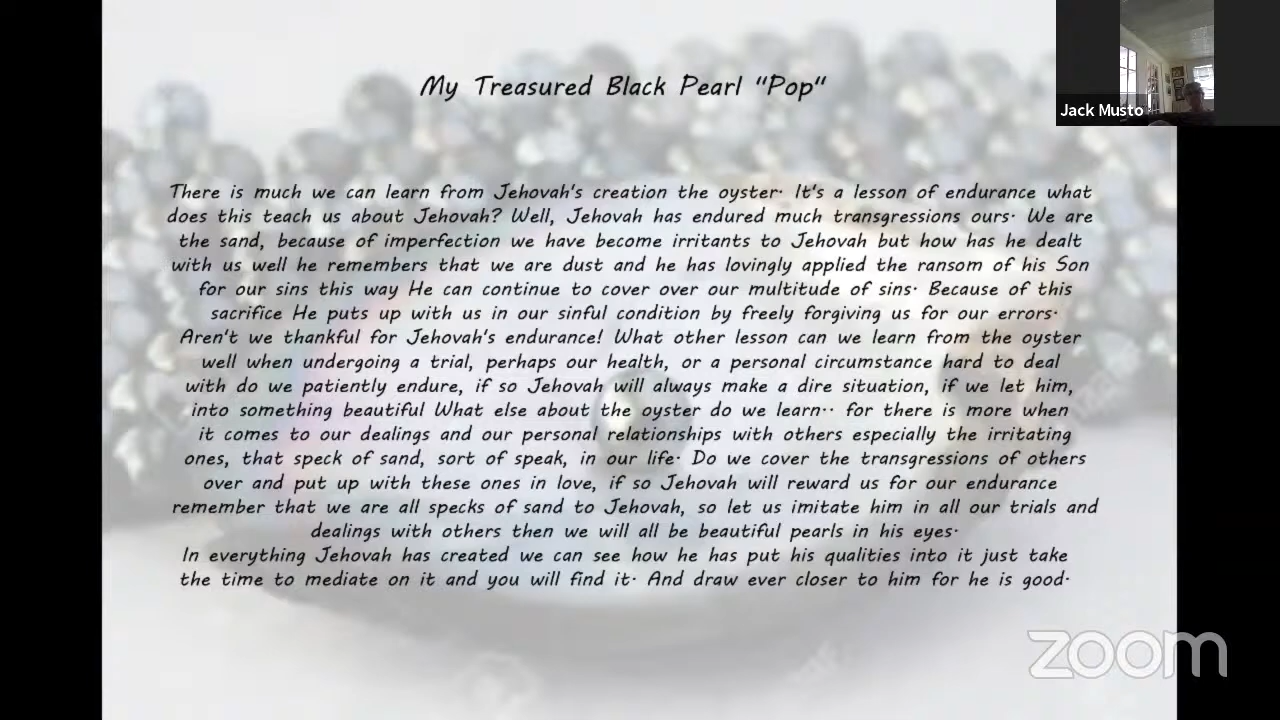 My Treasured Black Pearl "Pop"
Jack Musto
There is much we can learn from Jehovah's creation the oyster. It's a lesson of endurance what
does this teach us about Jehovah? Well, Jehovah has endured much transgressions ours. We are
the sand, because of imperfection we have become irritants to Jehovah but how has he dealt
with us well he remembers that we are dust and he has lovingly applied the ransom of his Son
for our sins this way He can continue to cover over our multitude of sins. Because of this
sacrifice He puts up with us in our sinful condition by freely forgiving us for our errors.
Aren't we thankful for Jehovah's endurance! What other lesson can we learn from the oyster
well when undergoing a trial, perhaps our health, or a personal circumstance hard to deal
with do we patiently endure, if so Jehovah will always make a dire situation, if we let him,
into something beautiful What else about the oyster do we learn.. for there is more when
it comes to our dealings and our personal relationships with others especially the irritating
ones, that speck of sand, sort of speak, in our life. Do we cover the transgressions of others
over and put up with these ones in love, if so Jehovah will reward us for our endurance
remember that we are all specks of sand to Jehovah, so let us imitate him in all our trials and
dealings with others then we will all be beautiful pearls in his eyes.
In everything Jehovah has created we can see how he has put his qualities into it just take
the time to mediate on it and you will find it. And draw ever closer to him for he is good.
zoom